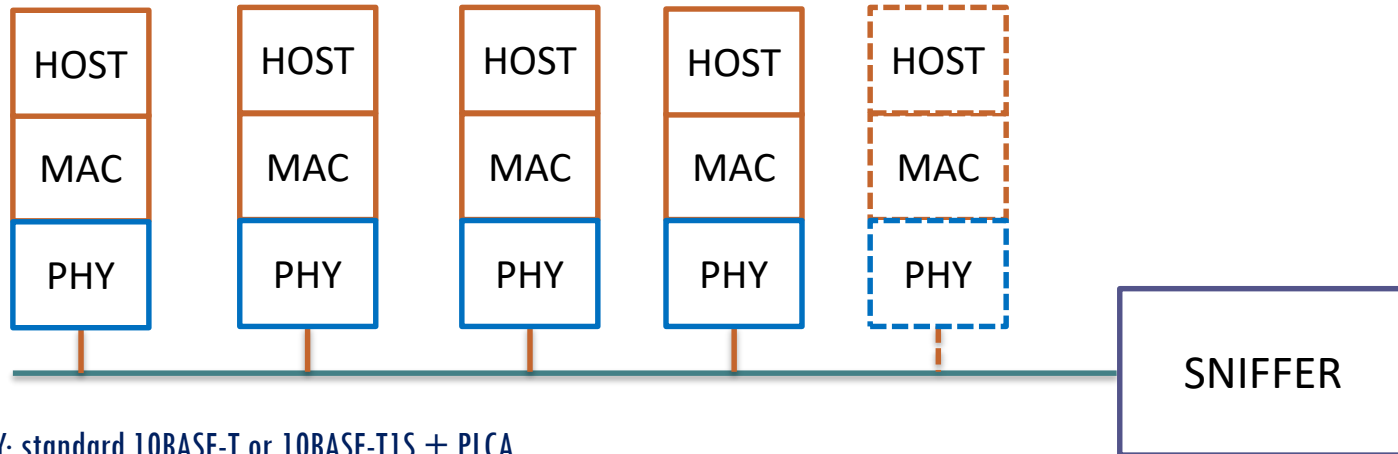 HOST HOST HOST HOST HOST
MAC MAC MAC MAC MAC
PHY PHY PHY PHY PHY
SNIFFER
standard 10BASE-T or 10BASE-T1S + PLCA